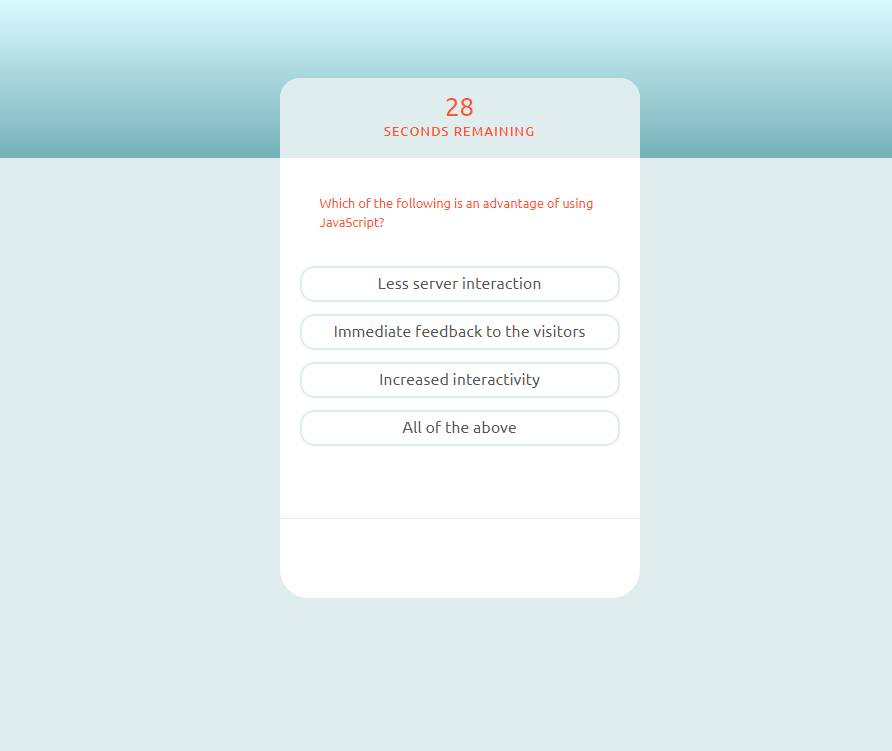 28
SECONDS REMAINING
Which of the following is an advantage of using
JavaScript?
Less server interaction
Immediate feedback to the visitors
Increased interactivity
All of the above